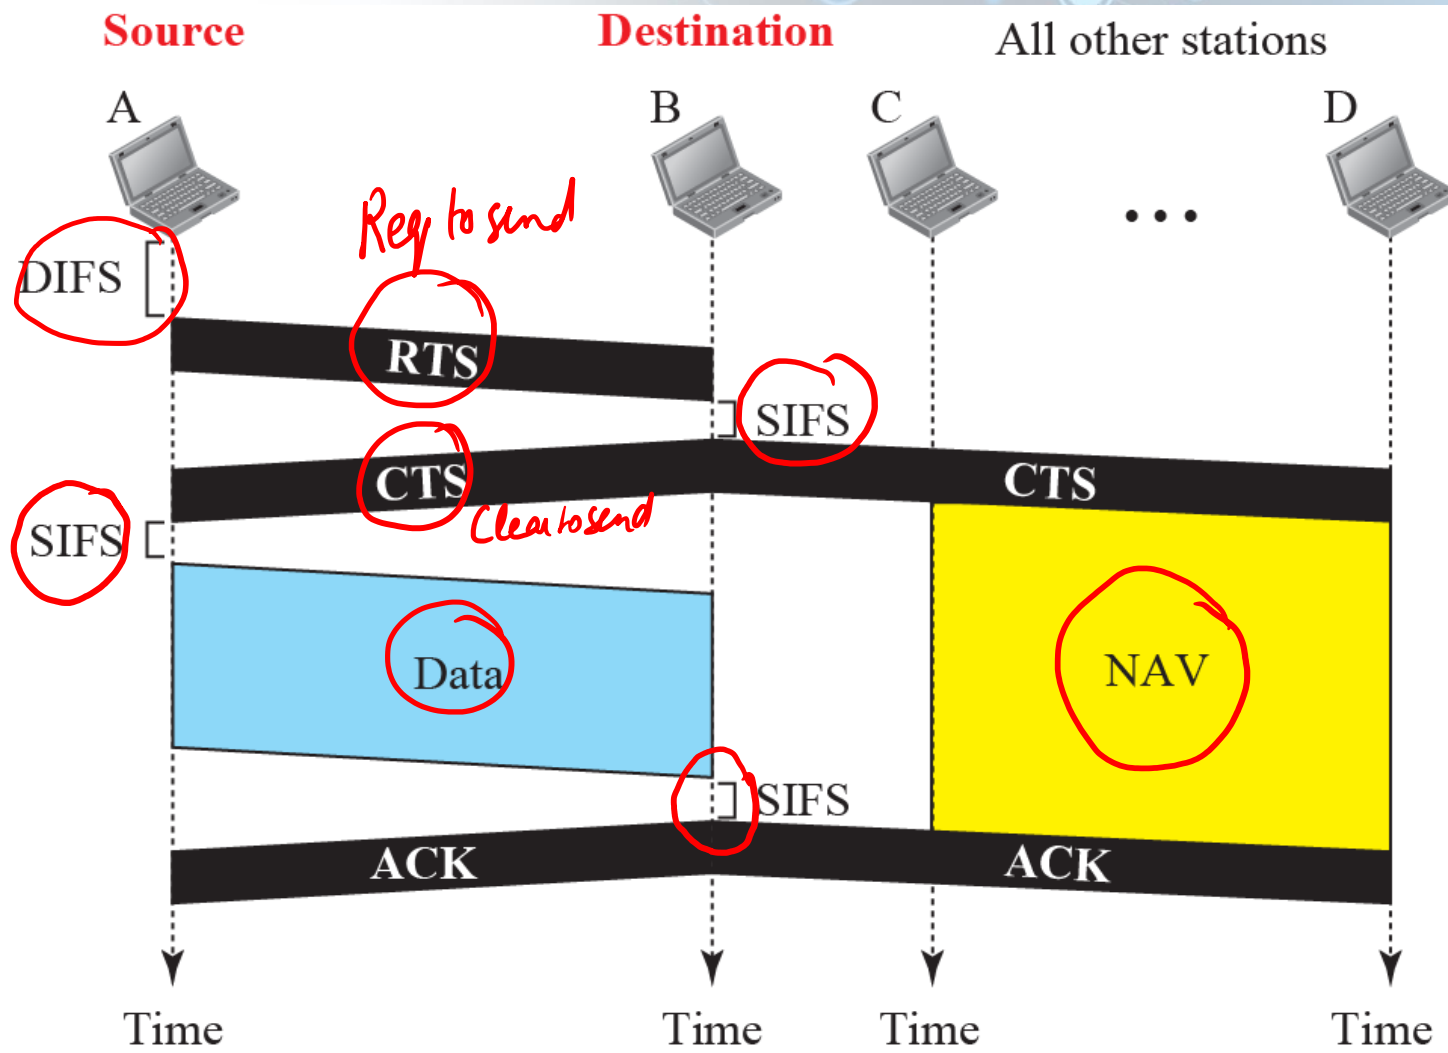 Source Destination All other stations
A B C D
Req to send
DIFS
RTS
SIFS
CTS CTS
Clear to send
SIFS
Data NAV
SIFS
ACK ACK
Time Time Time Time